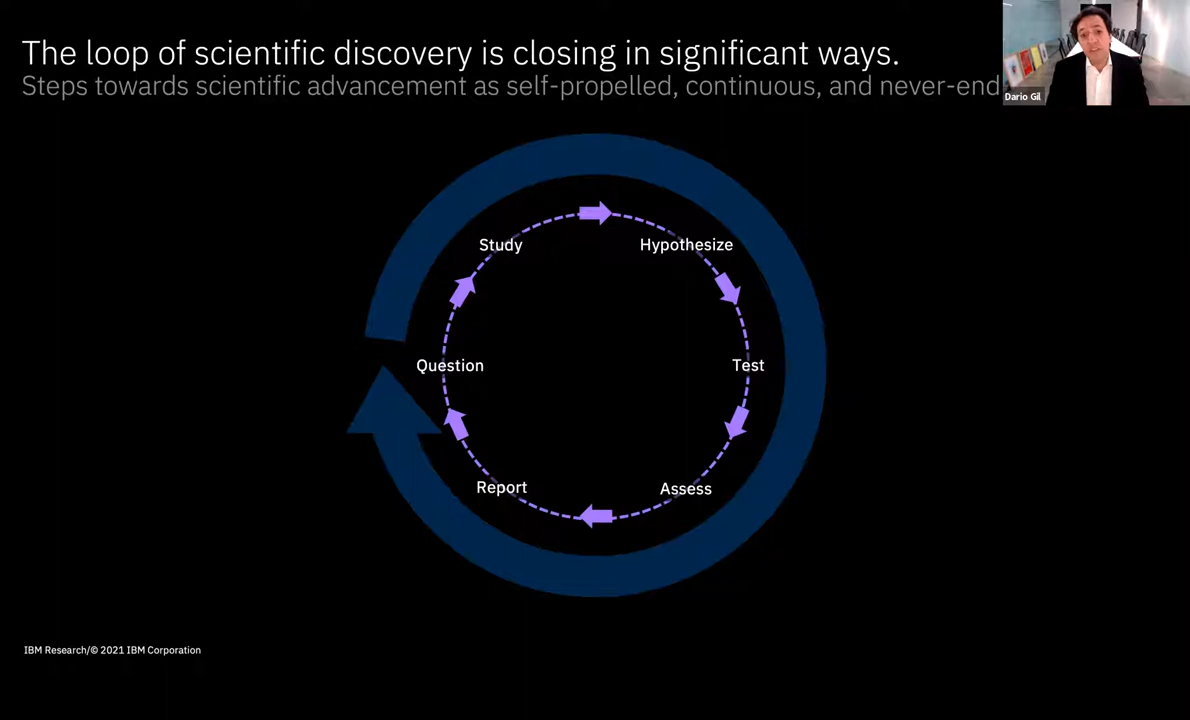 The loop of scientific discovery is closing in significant ways.
Steps towards scientific advancement as self-propelled, continuous, and never-end
Dario Gil
Study
Hypothesize
Question
Test
Report
Assess
IBM Research/© 2021 IBM Corporation